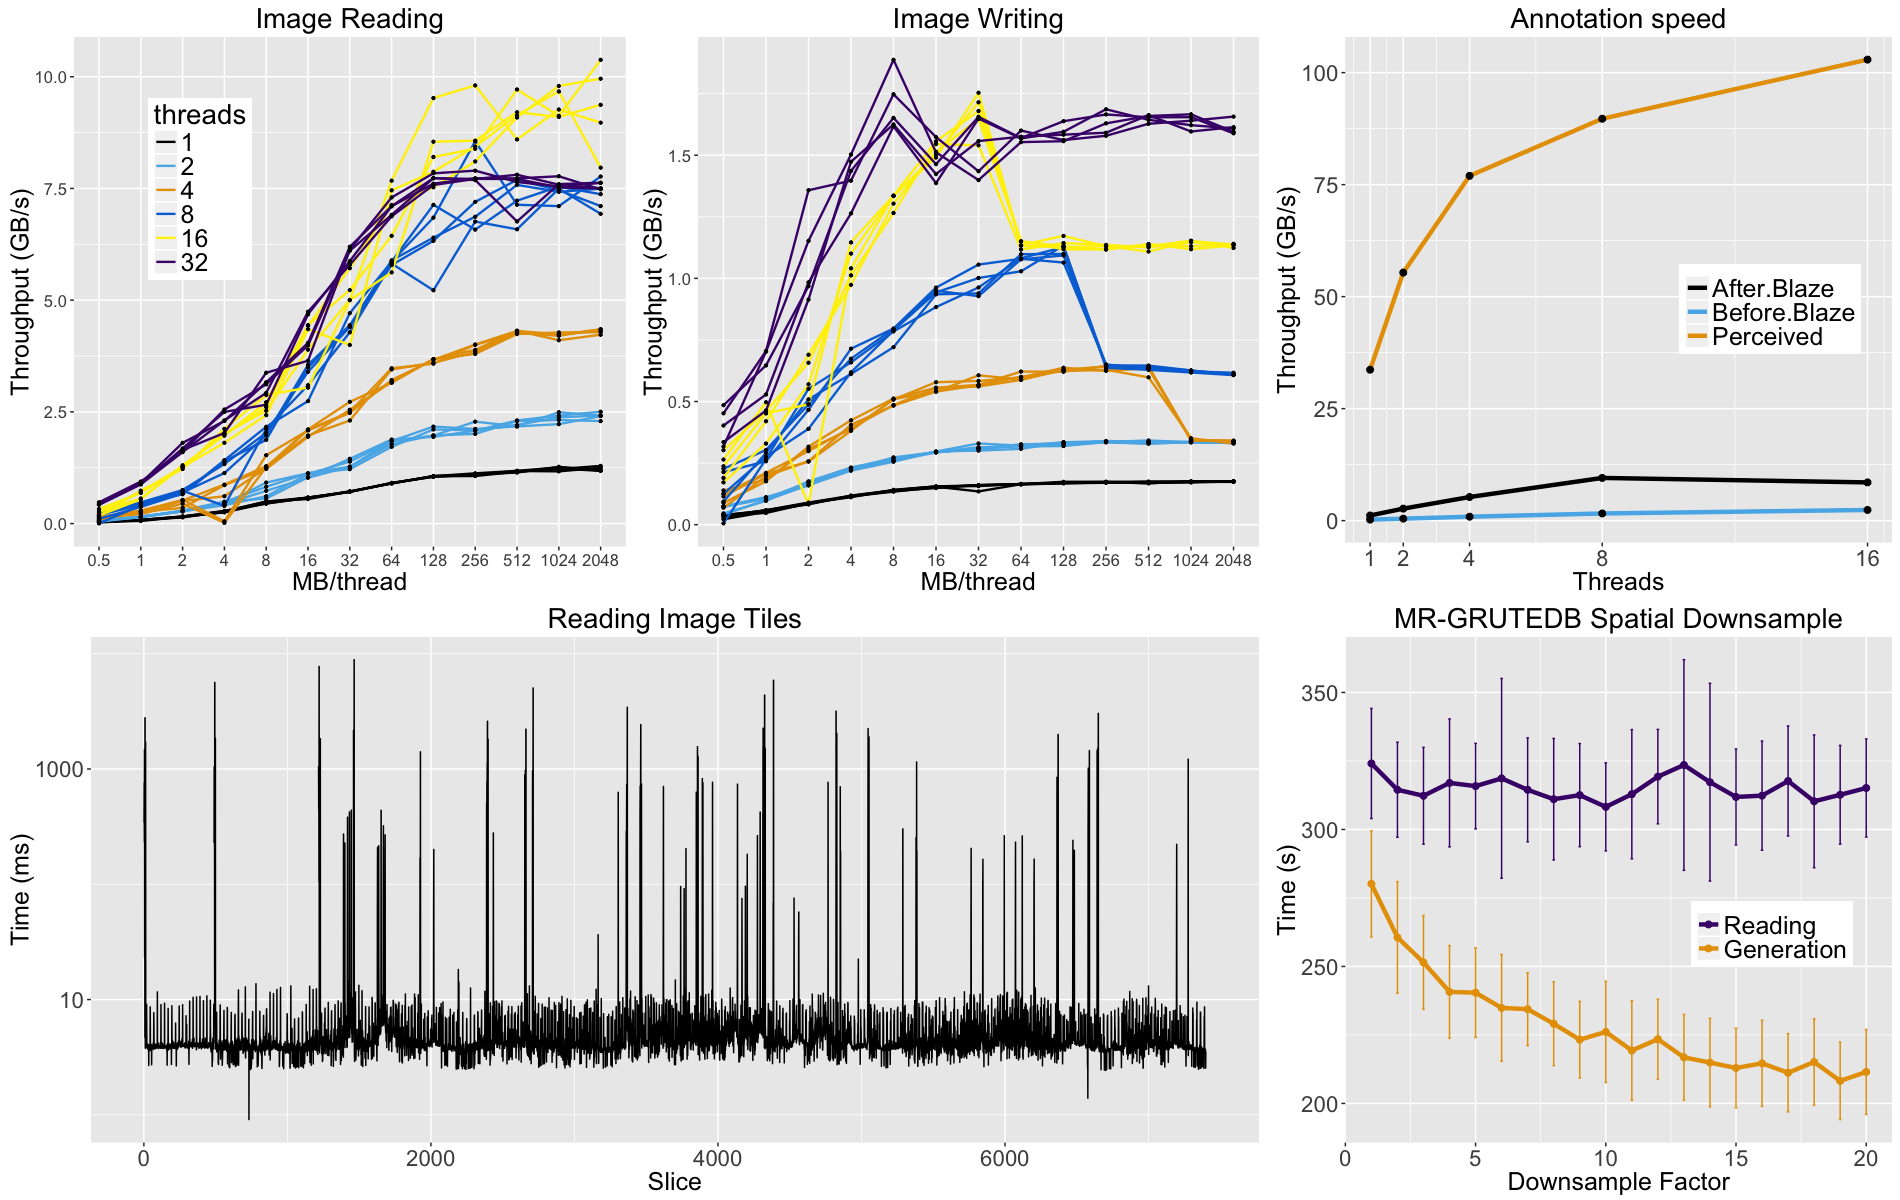 Image Reading
Throughput (GB/s)
10.0
7.5
5.0
2.5
0.0
threads
1
2
4
8
16
32
0.5 1 2 4 8 16 32 64 128 256 512 1024 2048
MB/thread
Image Writing
Throughput (GB/s)
1.5
1.0
0.5
0.0
0.5 1 2 4 8 16 32 64 128 256 512 1024 2048
MB/thread
Annotation speed
Throughput (GB/s)
100
75
50
25
0
After.Blaze
Before.Blaze
Perceived
1 2 4 8 16
Threads
Reading Image Tiles
Time (ms)
1000
10
0 2000 4000 6000
Slice
MR-GRUTEDB Spatial Downsample
Time (s)
350
300
250
200
Reading
Generation
0 5 10 15 20
Downsample Factor